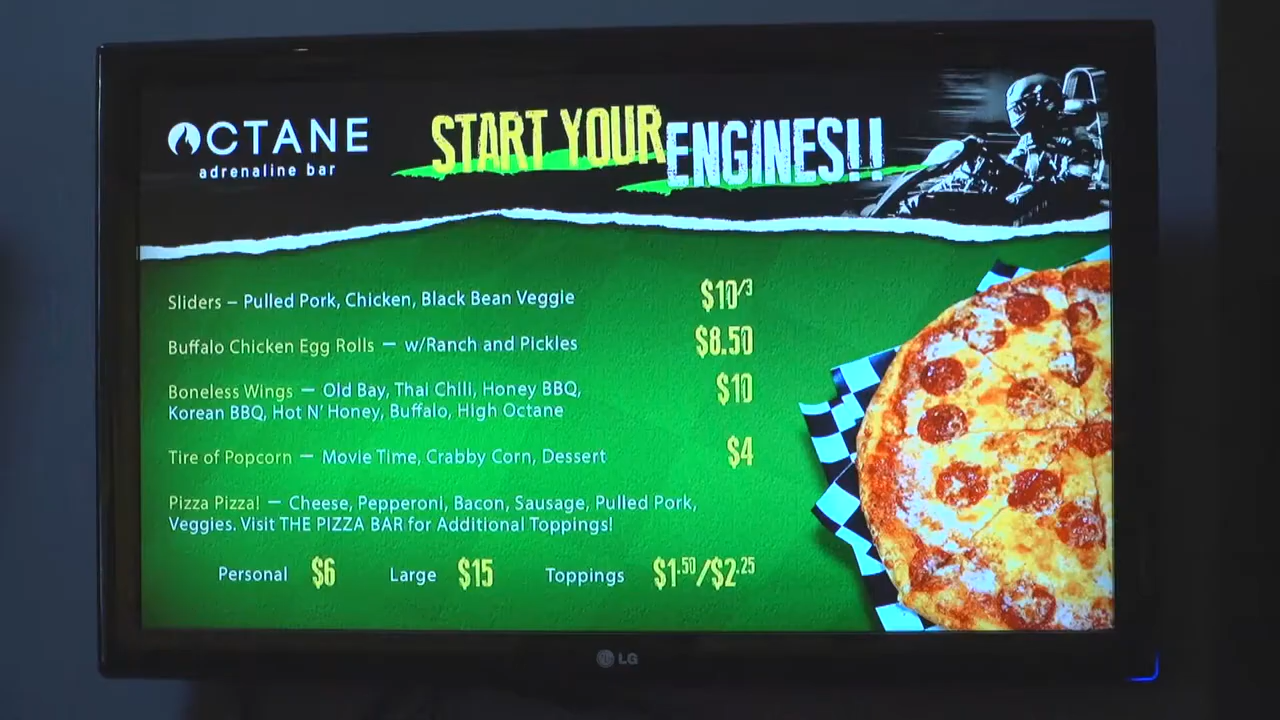 OCTANE
adrenaline bar
START YOUR ENGINES!!
Sliders – Pulled Pork, Chicken, Black Bean Veggie $10/3
Buffalo Chicken Egg Rolls – w/Ranch and Pickles $8.50
Boneless Wings – Old Bay, Thai Chili, Honey BBQ, $10
Korean BBQ, Hot N' Honey, Buffalo, High Octane
Tire of Popcorn – Movie Time, Crabby Corn, Dessert $4
Pizza Pizza! – Cheese, Pepperoni, Bacon, Sausage, Pulled Pork,
Veggies. Visit THE PIZZA BAR for Additional Toppings!
Personal $6 Large $15 Toppings $1.50/$2.25
LG